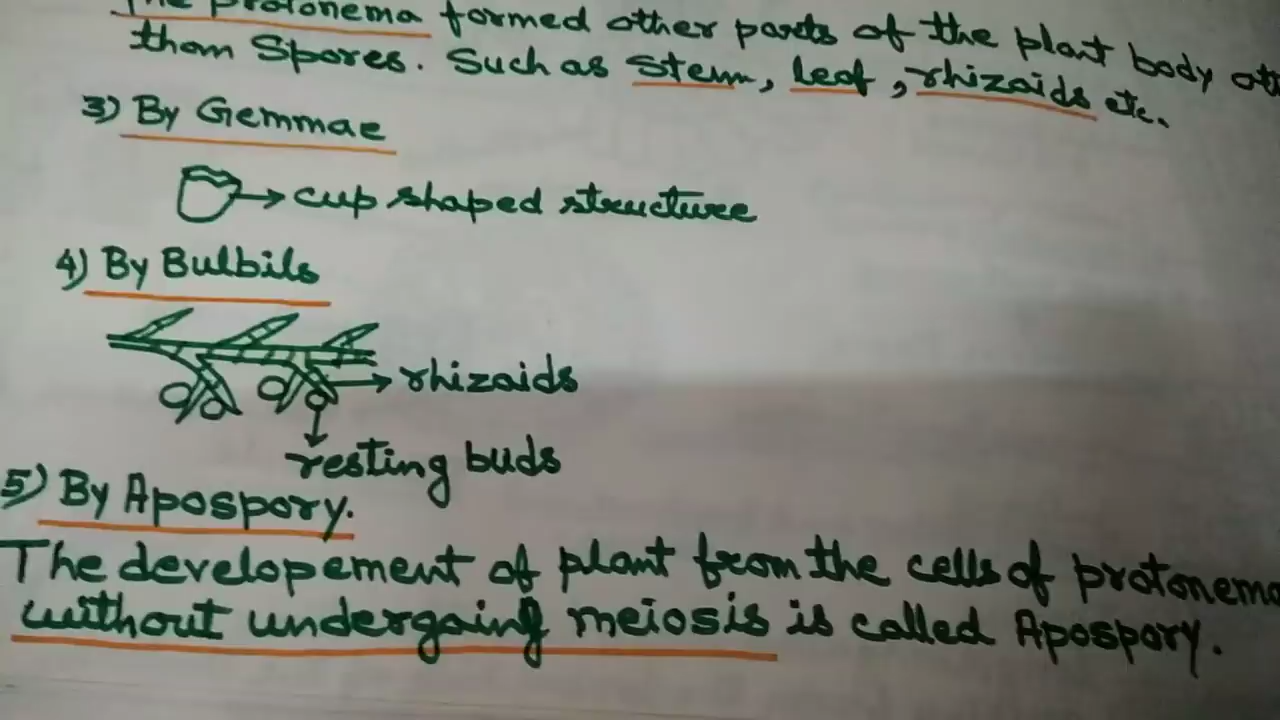 The Protonema formed other parts of the plant body
tham Spores. Such as Stem, leaf, rhizoids etc.
3) By Gemmae
cup shaped structure
4) By Bulbils
rhizoids
resting buds
5) By Apospory.
The developement of plant from the cells of protonema
without undergoing meiosis is called Apospory.